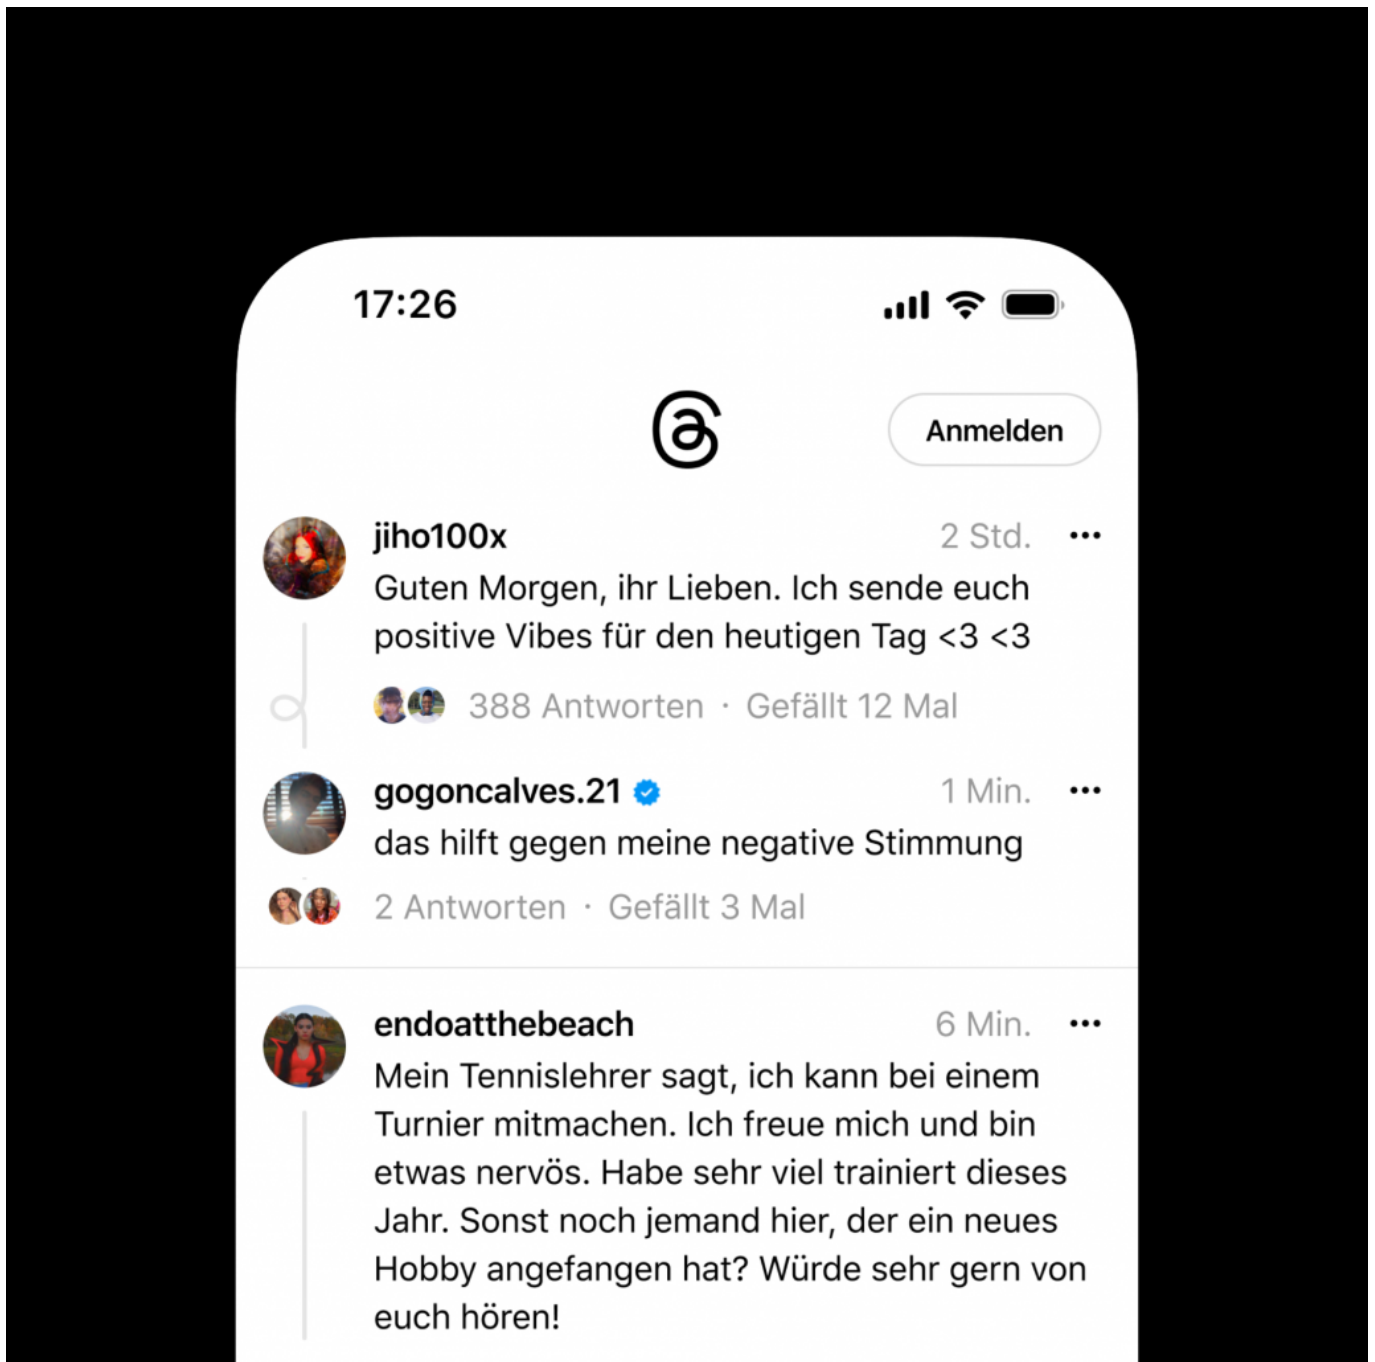 17:26
Anmelden
jiho100x 2 Std.
Guten Morgen, ihr Lieben. Ich sende euch
positive Vibes für den heutigen Tag <3 <3
388 Antworten · Gefällt 12 Mal
gogoncalves.21 1 Min.
das hilft gegen meine negative Stimmung
2 Antworten · Gefällt 3 Mal
endoatthebeach 6 Min.
Mein Tennislehrer sagt, ich kann bei einem
Turnier mitmachen. Ich freue mich und bin
etwas nervös. Habe sehr viel trainiert dieses
Jahr. Sonst noch jemand hier, der ein neues
Hobby angefangen hat? Würde sehr gern von
euch hören!